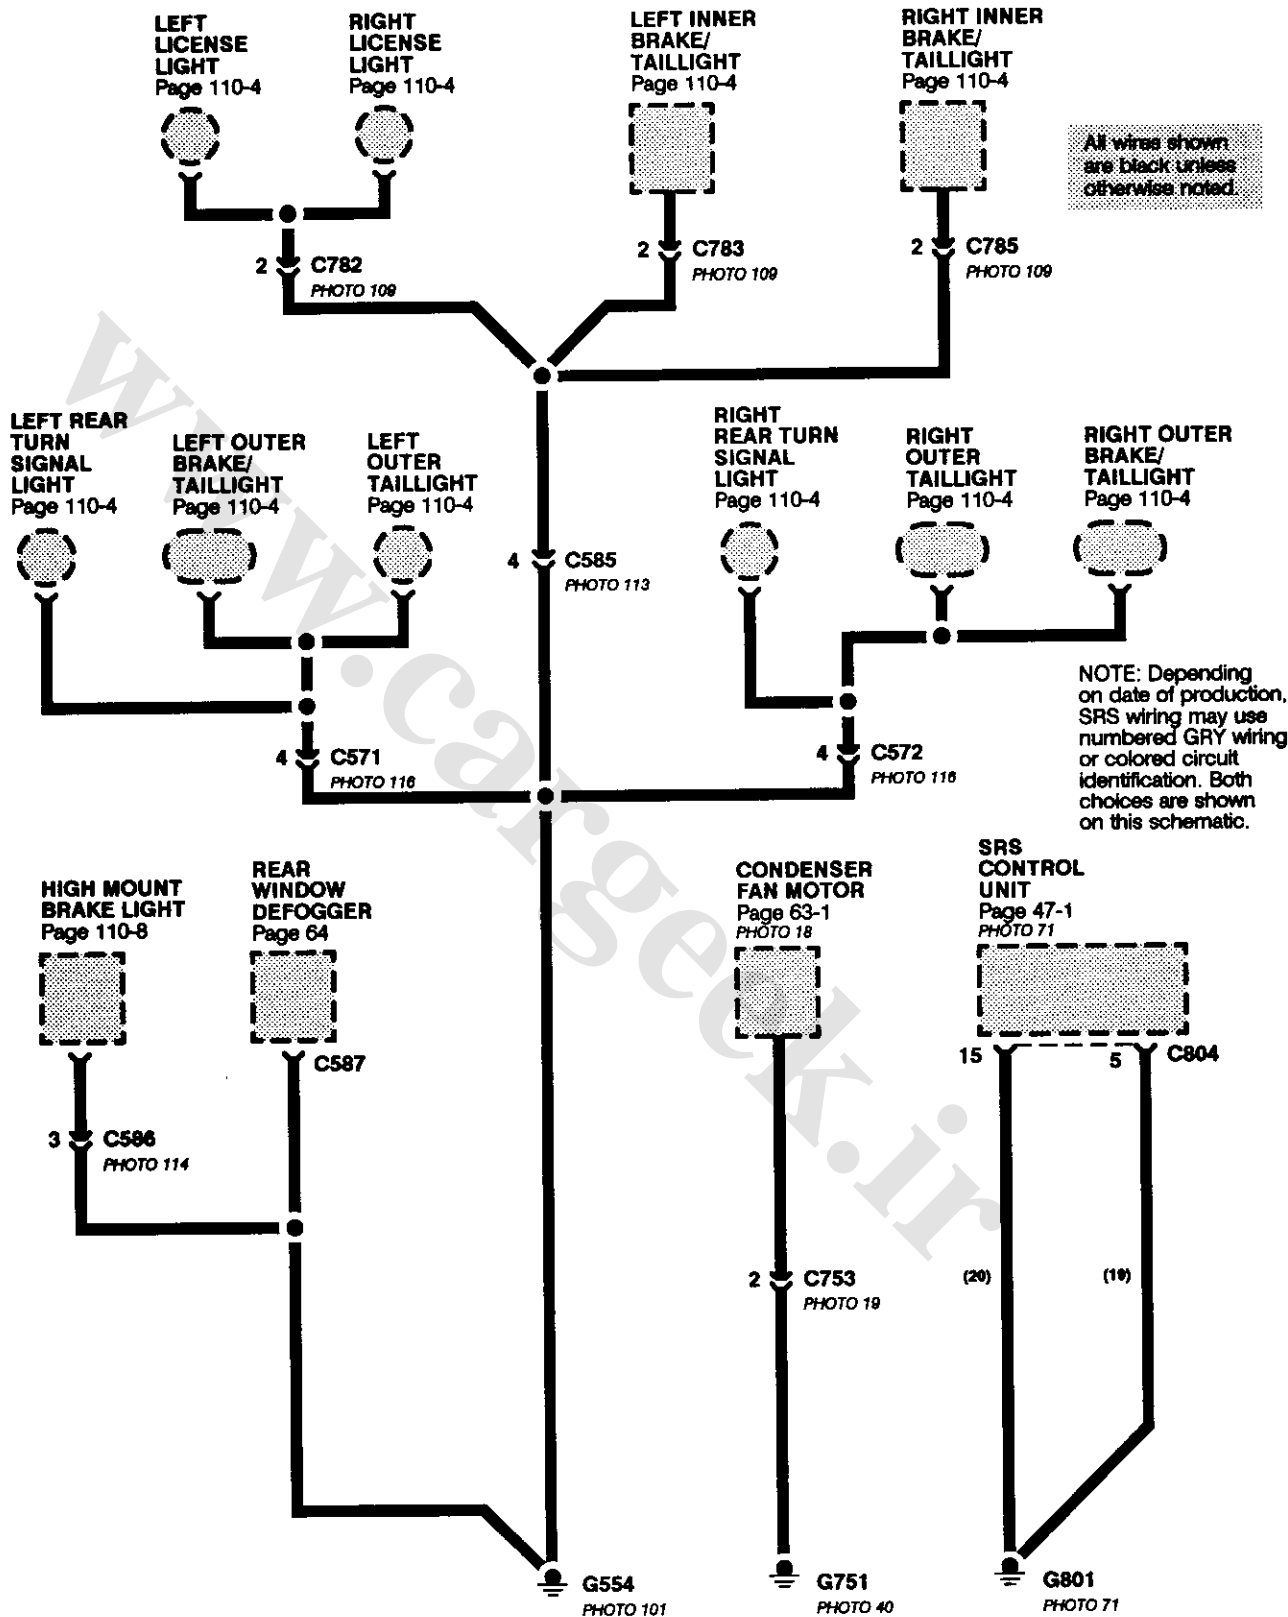 LEFT
LICENSE
LIGHT
Page 110-4
RIGHT
LICENSE
LIGHT
Page 110-4
LEFT INNER
BRAKE/
TAILLIGHT
Page 110-4
RIGHT INNER
BRAKE/
TAILLIGHT
Page 110-4
All wires shown
are black unless
otherwise noted.
2 C782
PHOTO 109
2 C783
PHOTO 109
2 C785
PHOTO 109
LEFT REAR
TURN
SIGNAL
LIGHT
Page 110-4
LEFT OUTER
BRAKE/
TAILLIGHT
Page 110-4
LEFT
OUTER
TAILLIGHT
Page 110-4
4 C585
PHOTO 113
RIGHT
REAR TURN
SIGNAL
LIGHT
Page 110-4
RIGHT
OUTER
TAILLIGHT
Page 110-4
RIGHT OUTER
BRAKE/
TAILLIGHT
Page 110-4
4 C571
PHOTO 116
4 C572
PHOTO 116
NOTE: Depending
on date of production,
SRS wiring may use
numbered GRY wiring
or colored circuit
identification. Both
choices are shown
on this schematic.
HIGH MOUNT
BRAKE LIGHT
Page 110-8
REAR
WINDOW
DEFOGGER
Page 64
CONDENSER
FAN MOTOR
Page 63-1
PHOTO 18
SRS
CONTROL
UNIT
Page 47-1
PHOTO 71
C587
15 5 C804
3 C586
PHOTO 114
2 C753
PHOTO 19
(20) (19)
G554
PHOTO 101
G751
PHOTO 40
G801
PHOTO 71
www.cargeek.ir